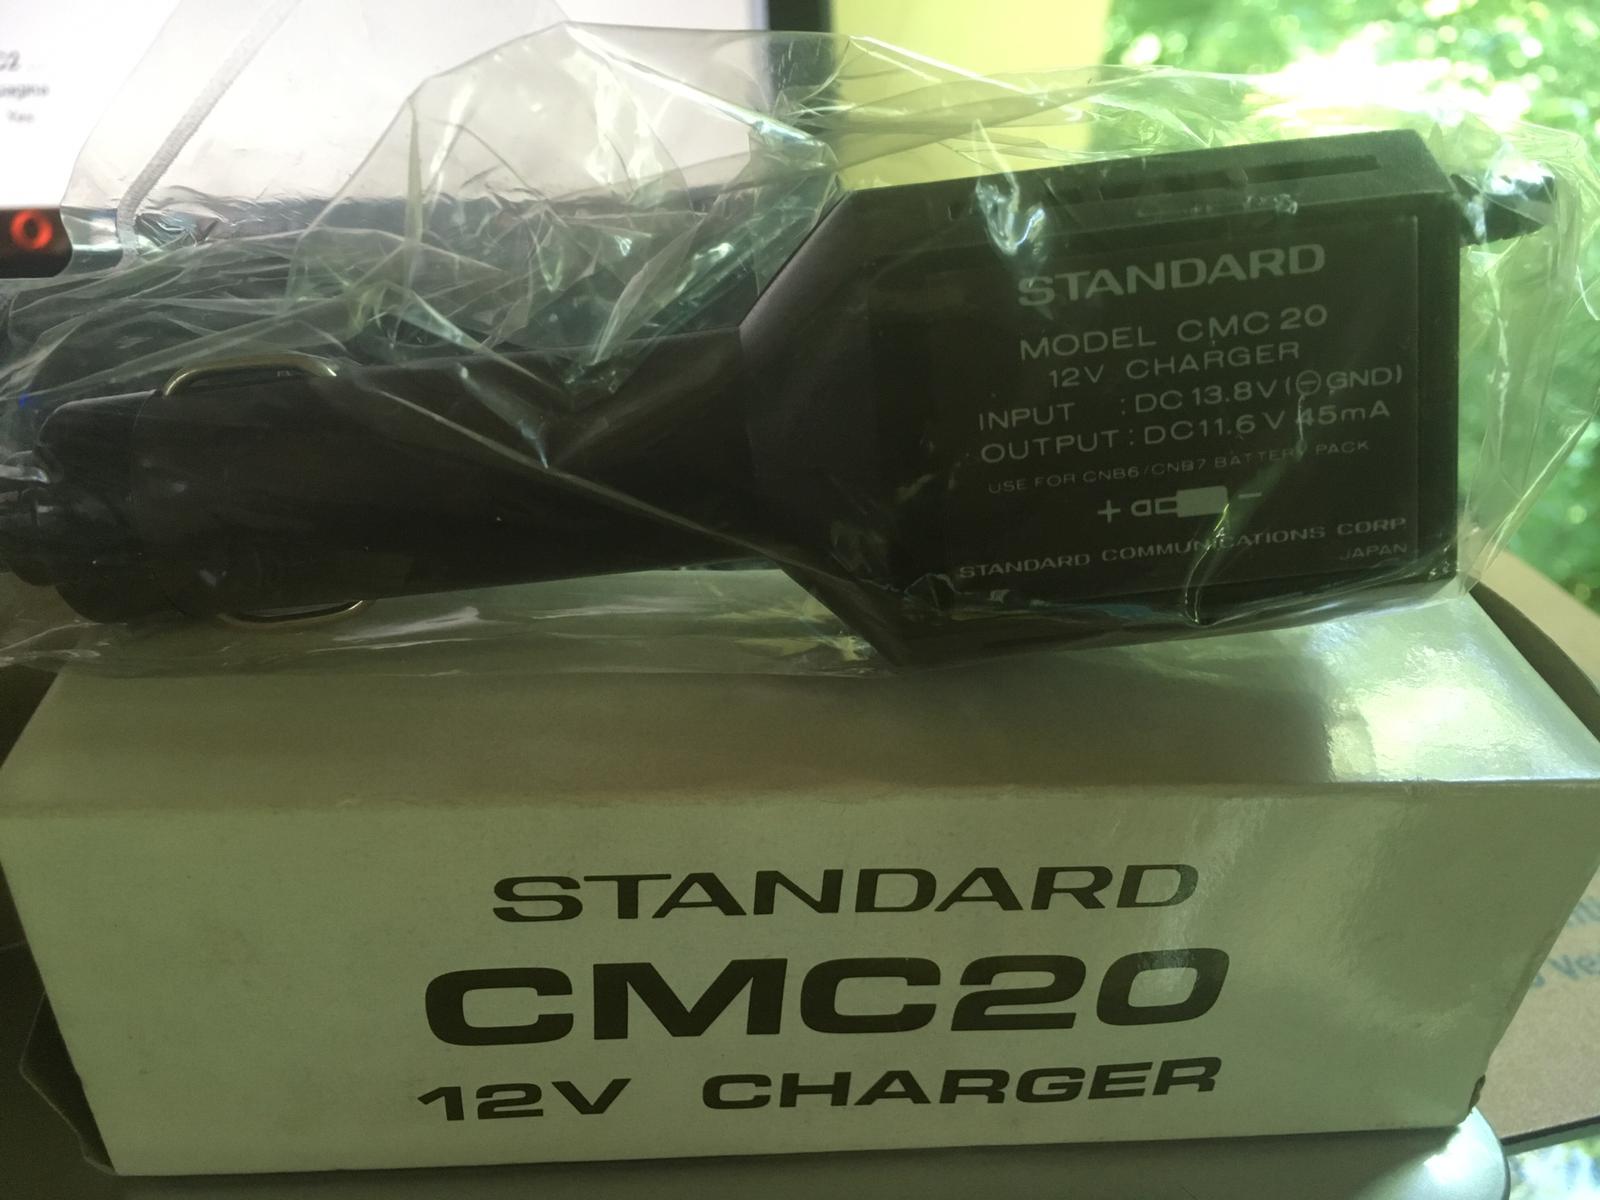 STANDARD
MODEL CMC 20
12V CHARGER
INPUT : DC 13.8V (⊖GND)
OUTPUT : DC11.6V 45mA
USE FOR CNB6/CNB7 BATTERY PACK
+ −
STANDARD COMMUNICATIONS CORP
JAPAN
STANDARD
CMC20
12V CHARGER